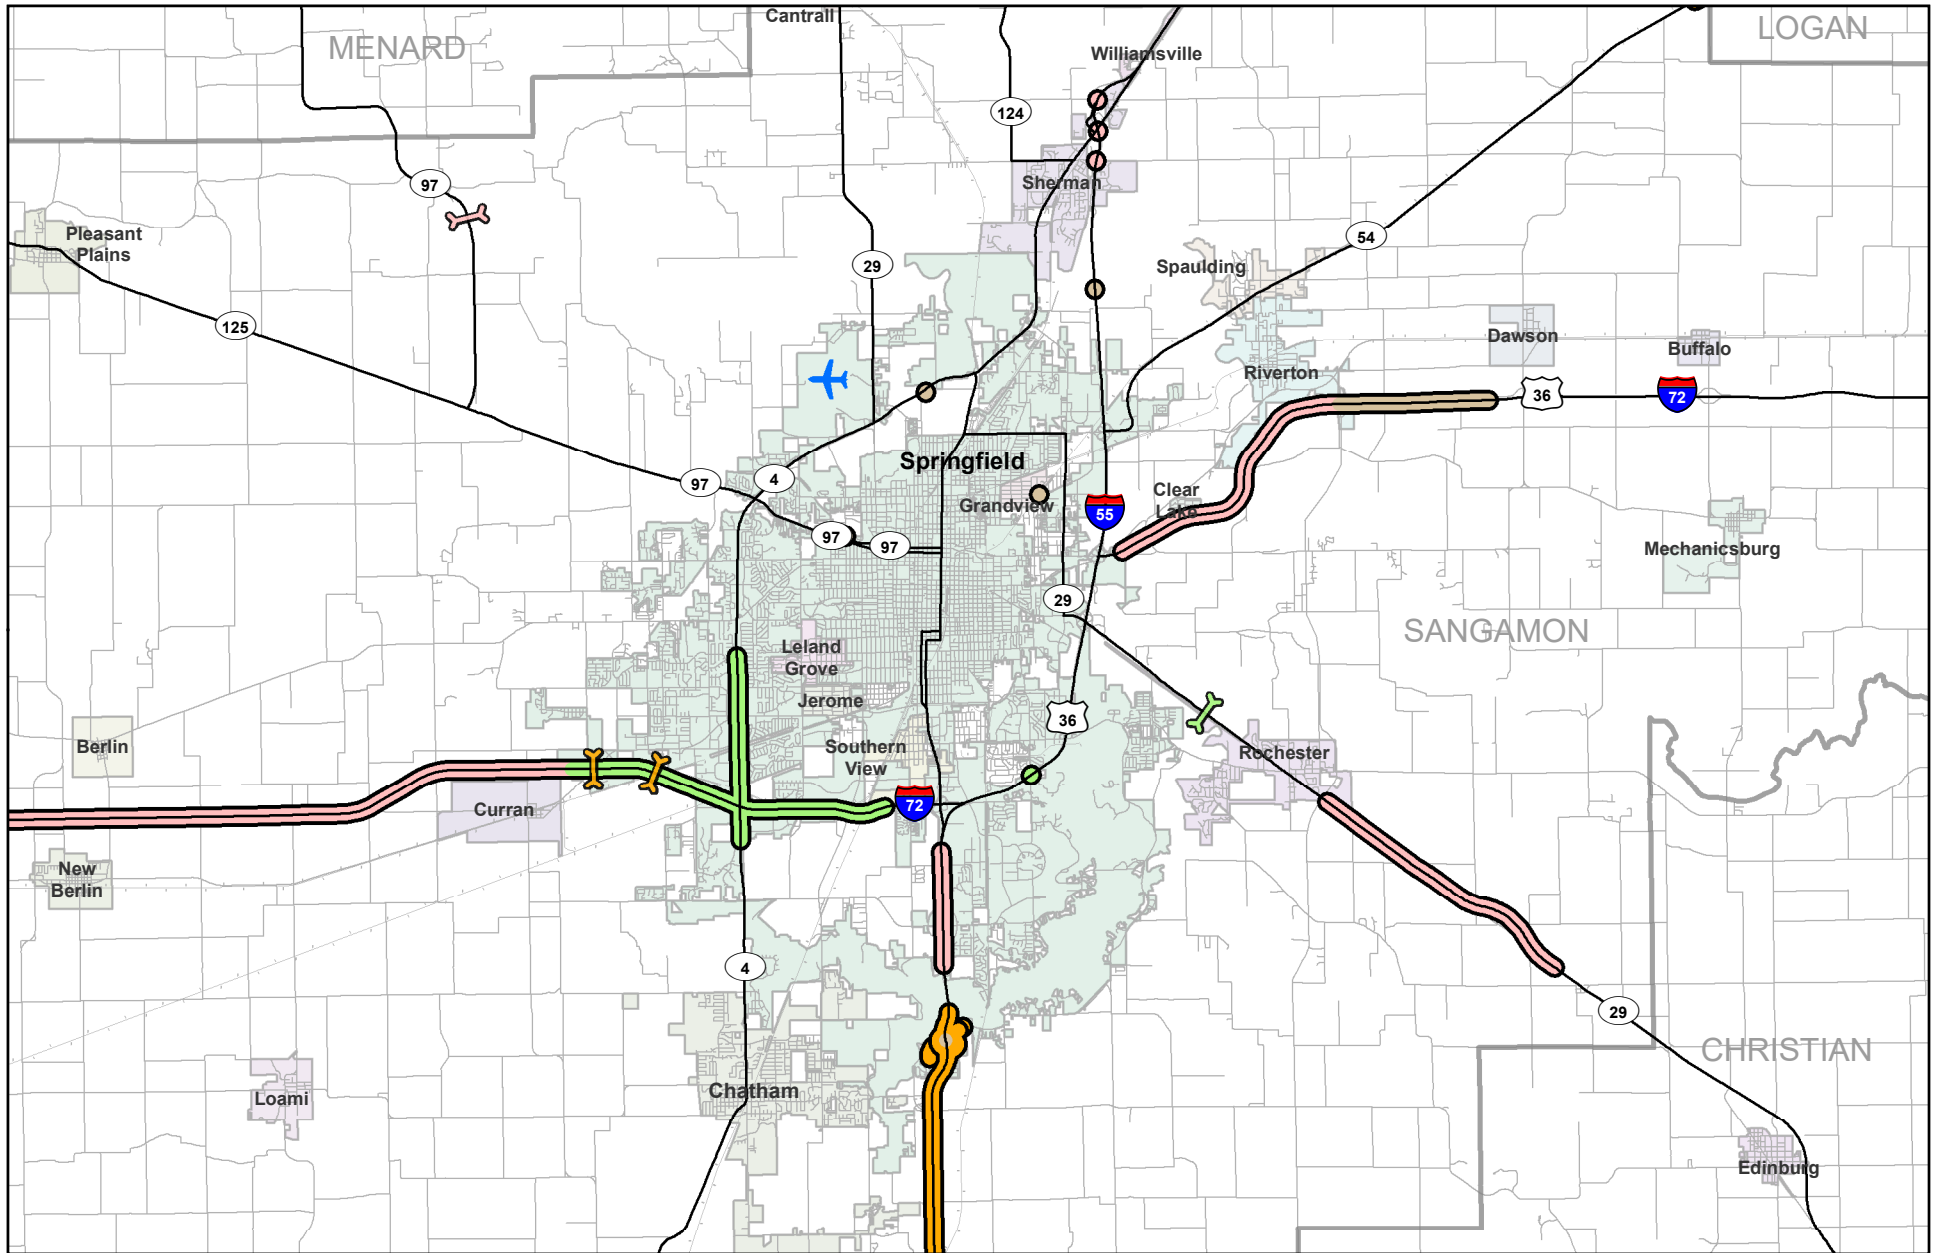 Cantrall
MENARD
LOGAN
Williamsville
124
97
Sherman
Pleasant
Plains
54
29
Spaulding
125
Dawson
Buffalo
Riverton
36
72
Springfield
97
4
Clear
Lake
Grandview
55
97
97
Mechanicsburg
29
SANGAMON
Leland
Grove
Jerome
36
Berlin
Southern
View
Rochester
72
Curran
New
Berlin
4
29
CHRISTIAN
Chatham
Loami
Edinburg